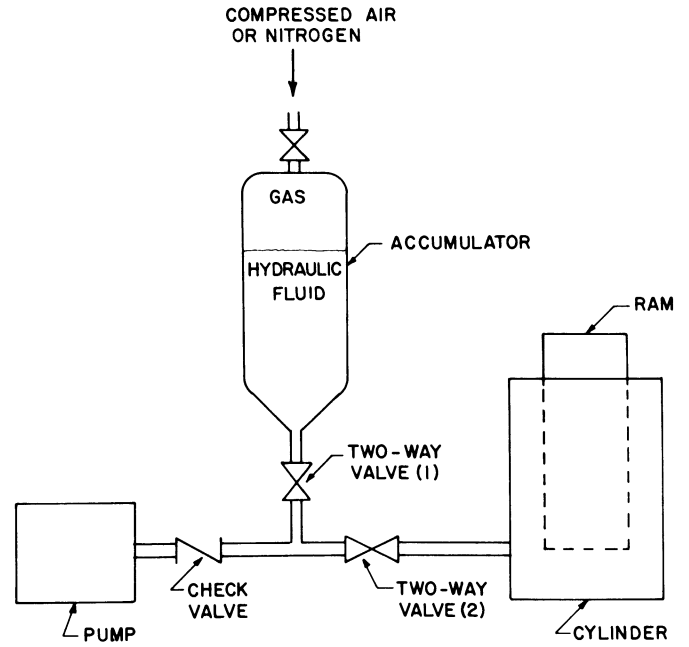 COMPRESSED AIR
OR NITROGEN
GAS
ACCUMULATOR
HYDRAULIC
FLUID
RAM
TWO-WAY
VALVE (1)
CHECK
VALVE
TWO-WAY
VALVE (2)
PUMP
CYLINDER